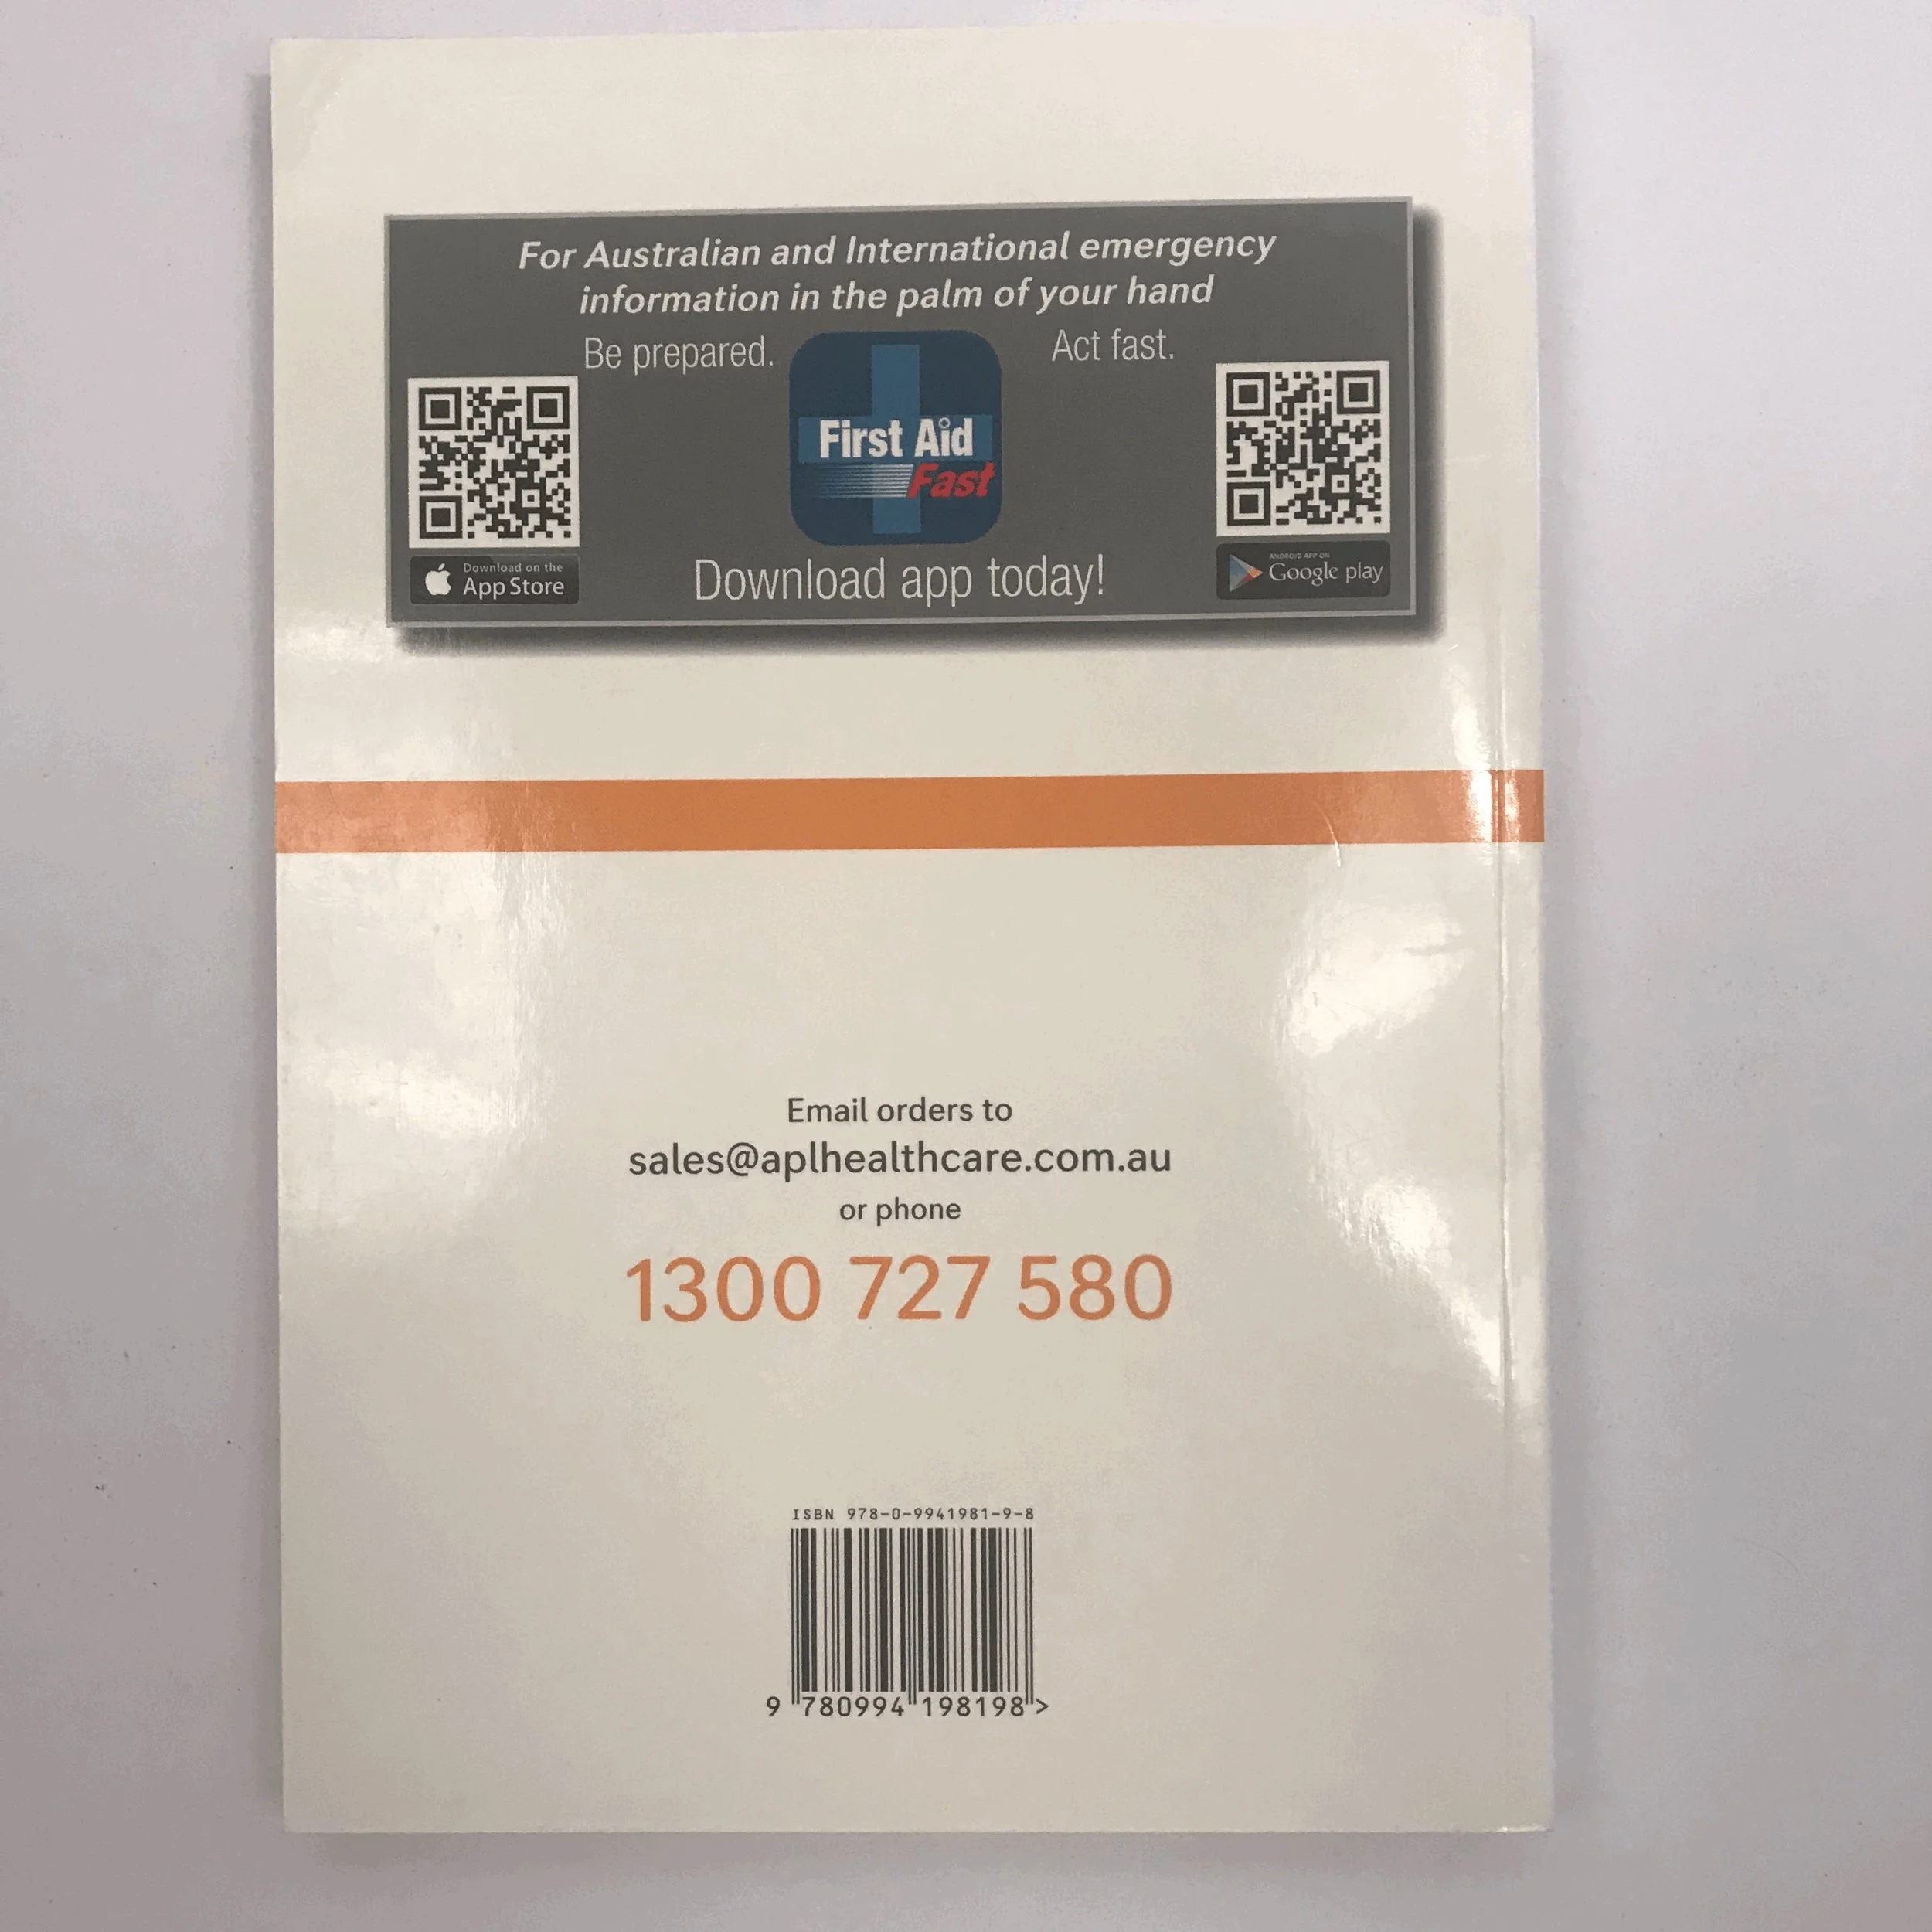 For Australian and International emergency
information in the palm of your hand
Be prepared.
Act fast.
First Aid
Fast
Download on the
App Store
ANDROID APP ON
Google play
Download app today!
Email orders to
sales@aplhealthcare.com.au
or phone
1300 727 580
ISBN 978-0-9941981-9-8
9 780994 198198 >